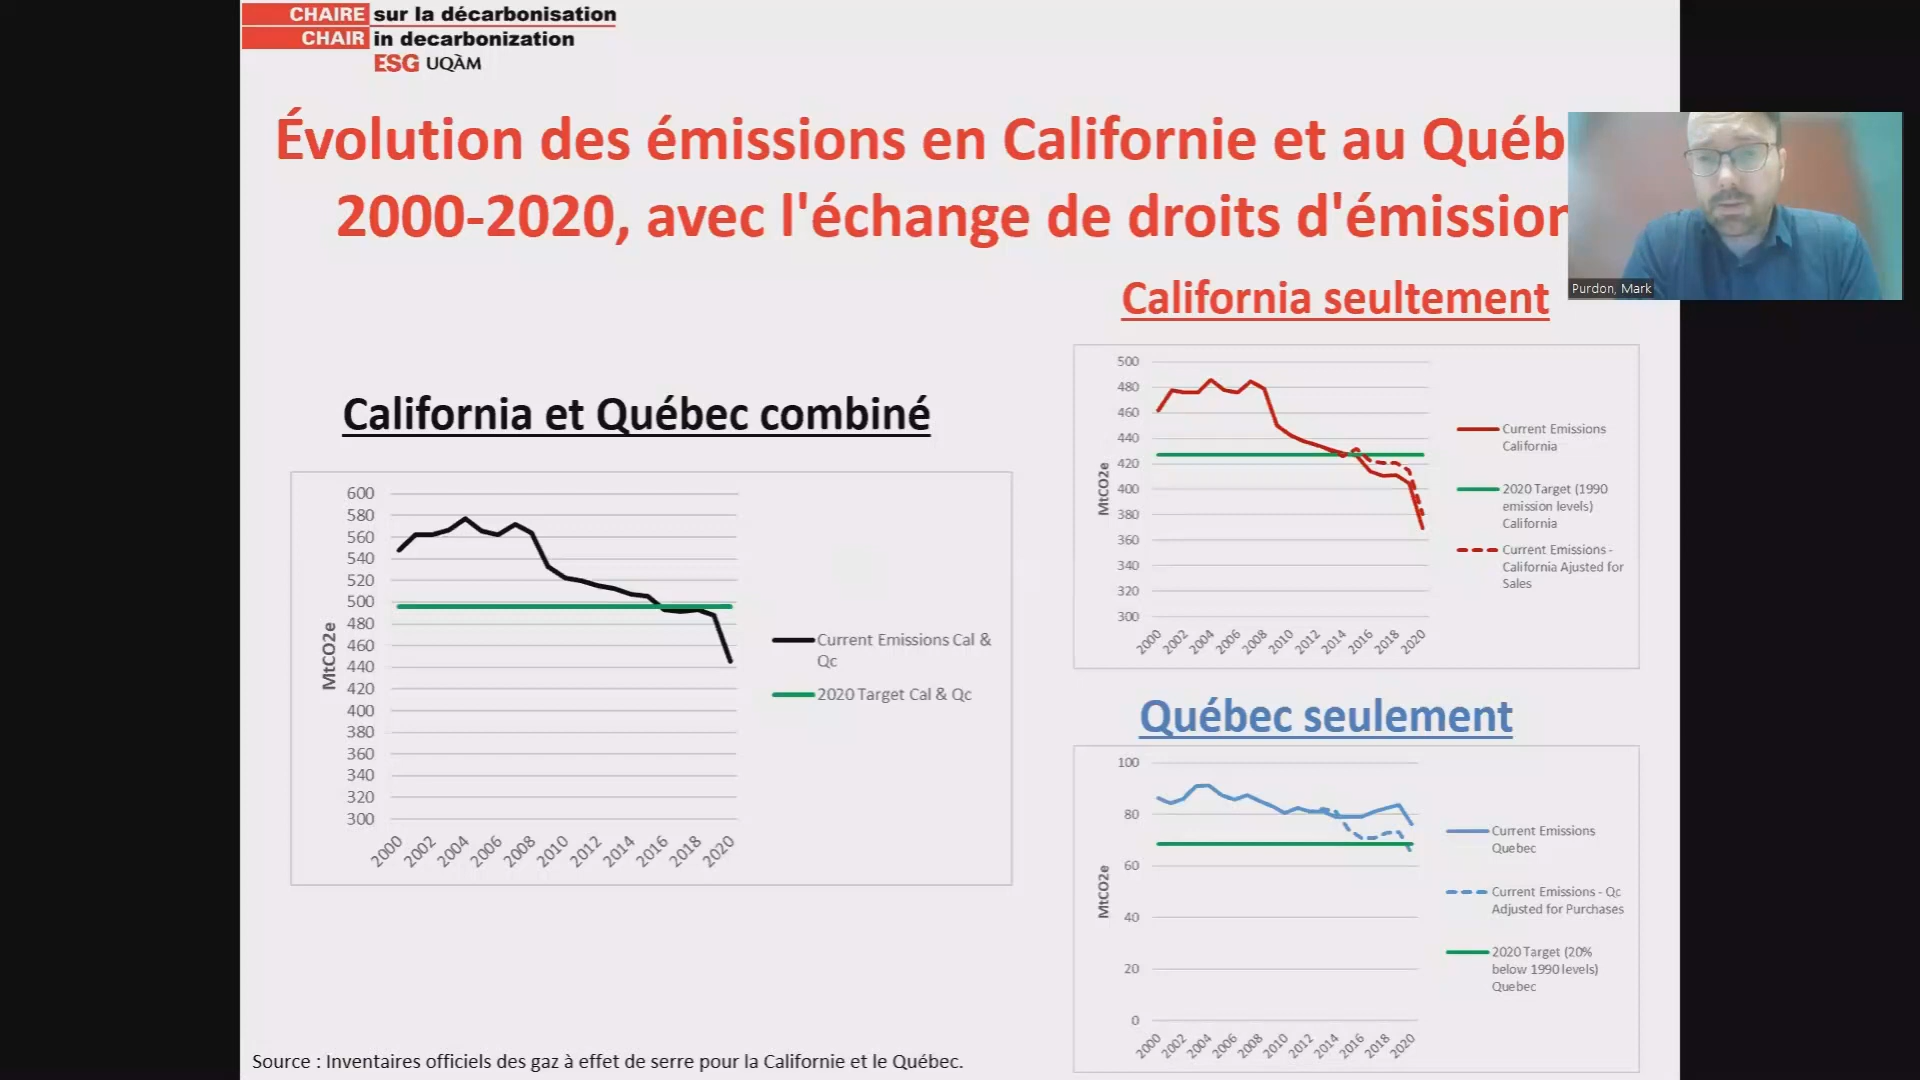 CHAIRE sur la décarbonisation
CHAIR in decarbonization
ESG UQÀM
Évolution des émissions en Californie et au Québ
2000-2020, avec l'échange de droits d'émission
Purdon, Mark
California et Québec combiné
MtCO2e
600
580
560
540
520
500
480
460
440
420
400
380
360
340
320
300
2000
2002
2004
2006
2008
2010
2012
2014
2016
2018
2020
Current Emissions Cal &
Qc
2020 Target Cal & Qc
California seultement
MtCO2e
500
480
460
440
420
400
380
360
340
320
300
2000
2002
2004
2006
2008
2010
2012
2014
2016
2018
2020
Current Emissions
California
2020 Target (1990
emission levels)
California
Current Emissions -
California Ajusted for
Sales
Québec seulement
MtCO2e
100
80
60
40
20
0
2000
2002
2004
2006
2008
2010
2012
2014
2016
2018
2020
Current Emissions
Quebec
Current Emissions - Qc
Adjusted for Purchases
2020 Target (20%
below 1990 levels)
Quebec
Source : Inventaires officiels des gaz à effet de serre pour la Californie et le Québec.